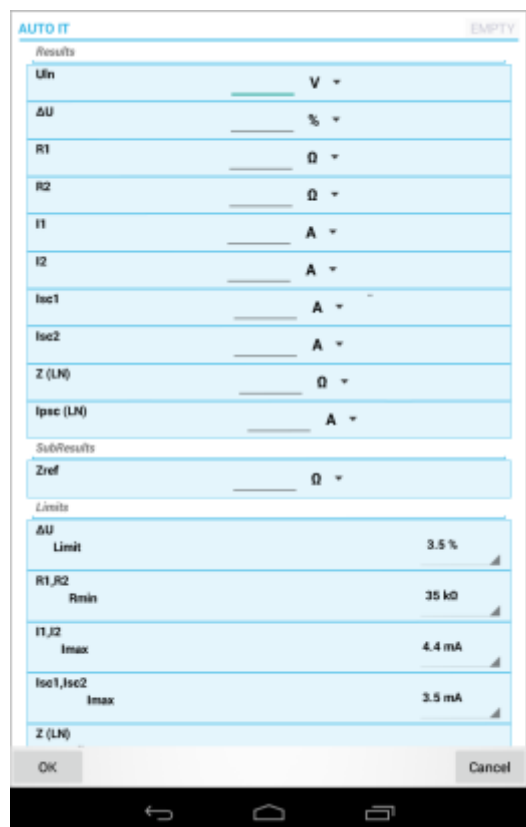 AUTO IT EMPTY
Results
Uln V
ΔU %
R1 Ω
R2 Ω
I1 A
I2 A
Isc1 A
Isc2 A
Z (LN) Ω
Ipsc (LN) A
SubResults
Zref Ω
Limits
ΔU
Limit 3.5 %
R1,R2
Rmin 35 kΩ
I1,I2
Imax 4.4 mA
Isc1,Isc2
Imax 3.5 mA
Z (LN)
OK Cancel